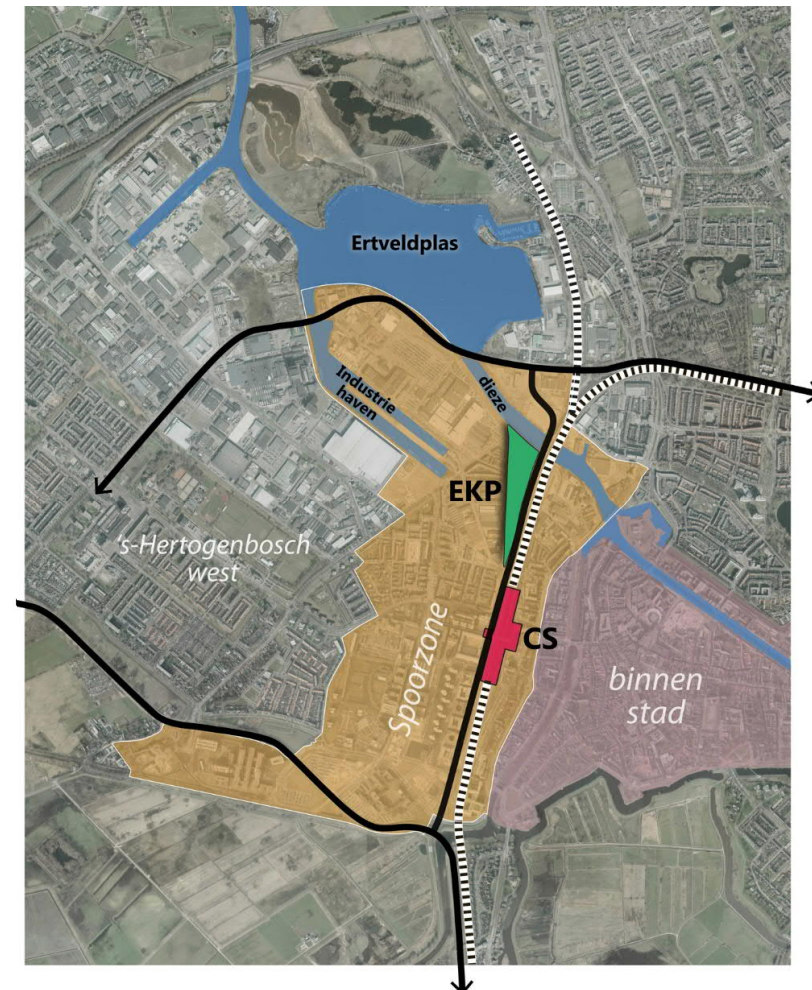 Ertveldplas
Industrie
haven
dieze
EKP
's-Hertogenbosch
west
Spoorzone
CS
binnen
stad